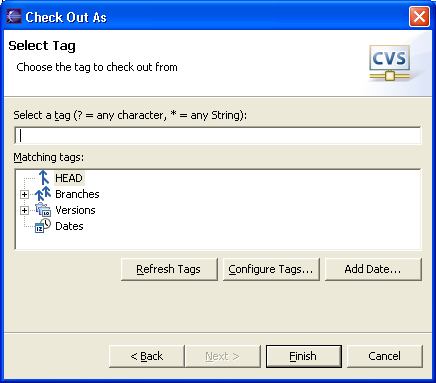 Check Out As
Select Tag
Choose the tag to check out from
CVS
Select a tag (? = any character, * = any String):
Matching tags:
HEAD
Branches
Versions
Dates
Refresh Tags Configure Tags... Add Date...
< Back Next > Finish Cancel